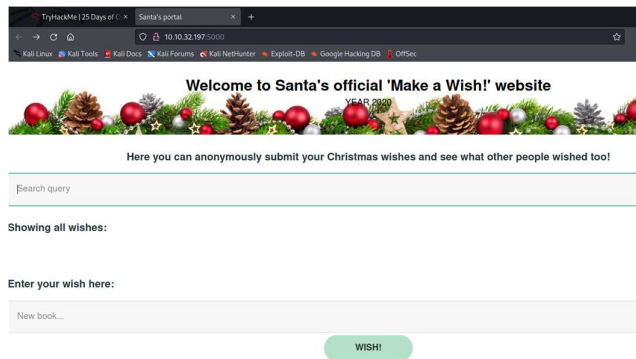 TryHackMe | 25 Days of C
Santa's portal
10.10.32.197:5000
Kali Linux Kali Tools Kali Docs Kali Forums Kali NetHunter Exploit-DB Google Hacking DB OffSec
Welcome to Santa's official 'Make a Wish!' website
YEAR 2020
Here you can anonymously submit your Christmas wishes and see what other people wished too!
Search query
Showing all wishes:
Enter your wish here:
New book...
WISH!